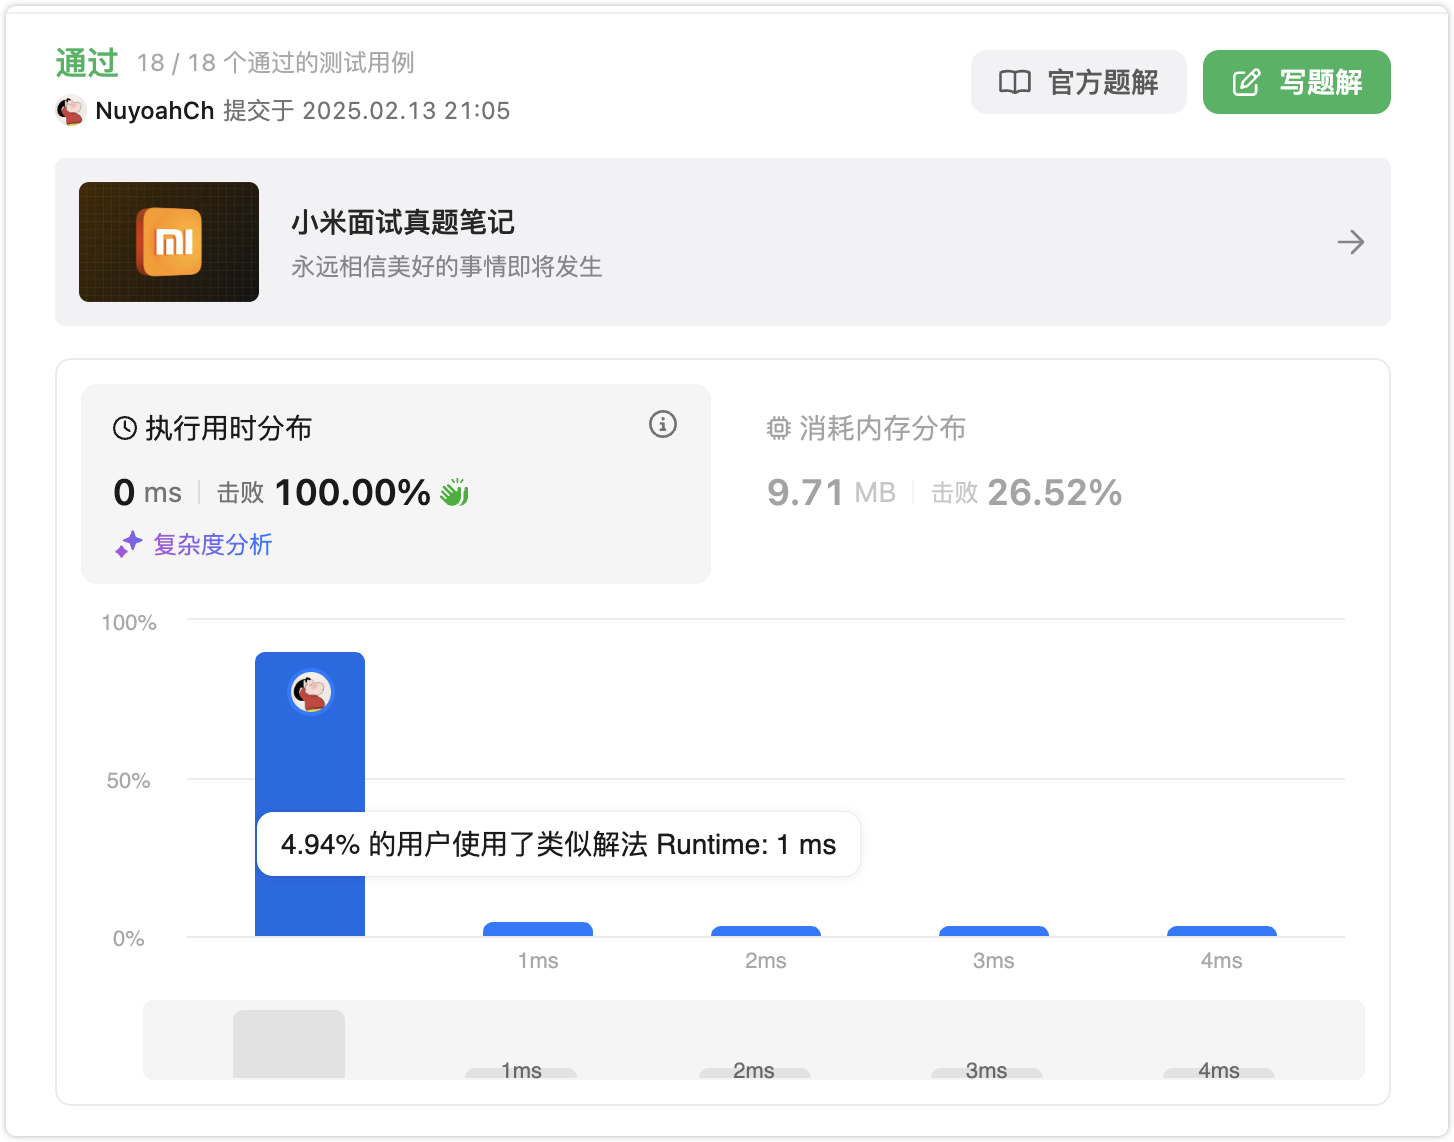 通过 18 / 18 个通过的测试用例
NuyoahCh 提交于 2025.02.13 21:05
官方题解
写题解
小米面试真题笔记
永远相信美好的事情即将发生
执行用时分布
0 ms 击败 100.00%
复杂度分析
消耗内存分布
9.71 MB 击败 26.52%
100%
50%
4.94% 的用户使用了类似解法 Runtime: 1 ms
0%
1ms 2ms 3ms 4ms
1ms 2ms 3ms 4ms